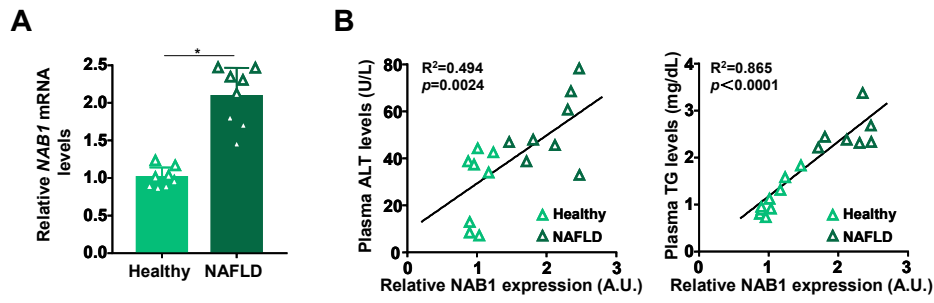 A
Relative NAB1 mRNA
levels
2.5
2.0
1.5
1.0
0.5
0.0
*
Healthy
NAFLD
B
Plasma ALT levels (U/L)
80
60
40
20
0
R²=0.494
p=0.0024
Healthy
NAFLD
0
1
2
3
Relative NAB1 expression (A.U.)
Plasma TG levels (mg/dL)
4
3
2
1
0
R²=0.865
p<0.0001
Healthy
NAFLD
0
1
2
3
Relative NAB1 expression (A.U.)